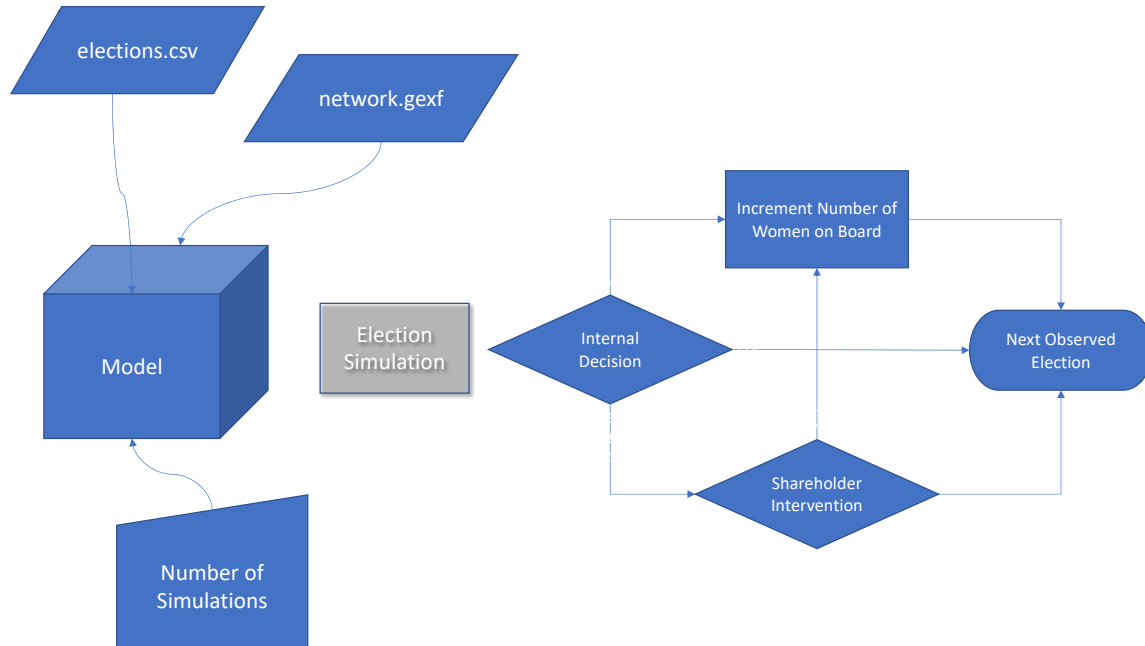 elections.csv
network.gexf
Increment Number of
Women on Board
Election
Simulation
Internal
Decision
Next Observed
Election
Model
Shareholder
Intervention
Number of
Simulations